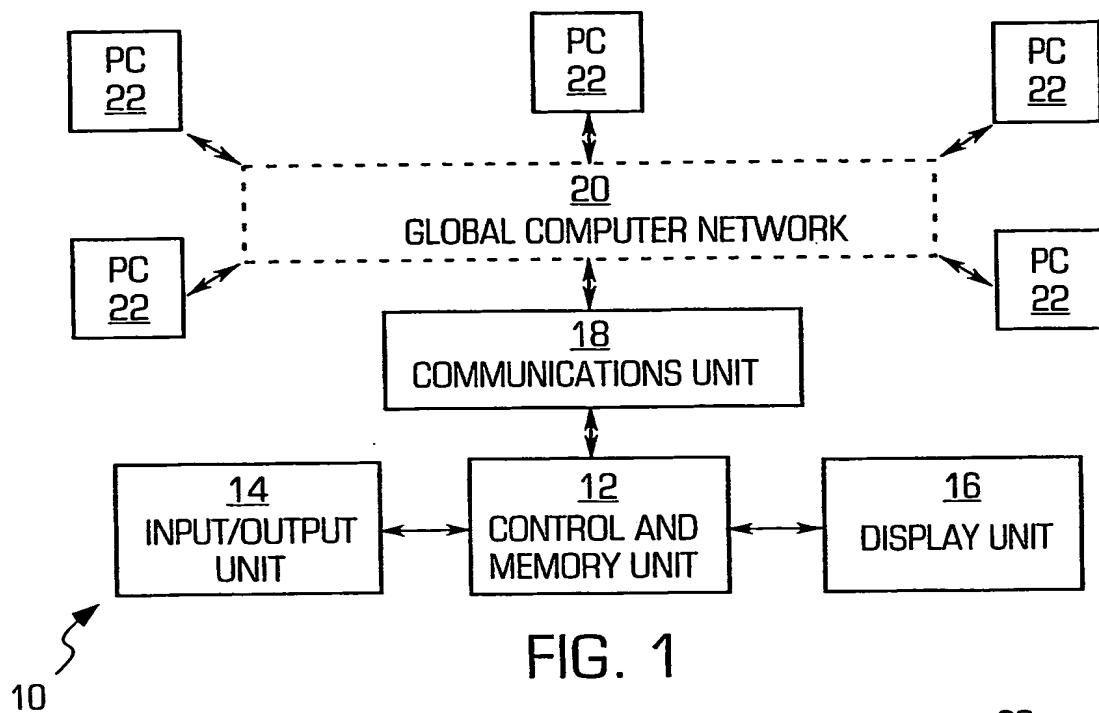 PC
22
PC
22
PC
22
20
GLOBAL COMPUTER NETWORK
PC
22
PC
22
18
COMMUNICATIONS UNIT
14
INPUT/OUTPUT
UNIT
12
CONTROL AND
MEMORY UNIT
16
DISPLAY UNIT
10
FIG. 1